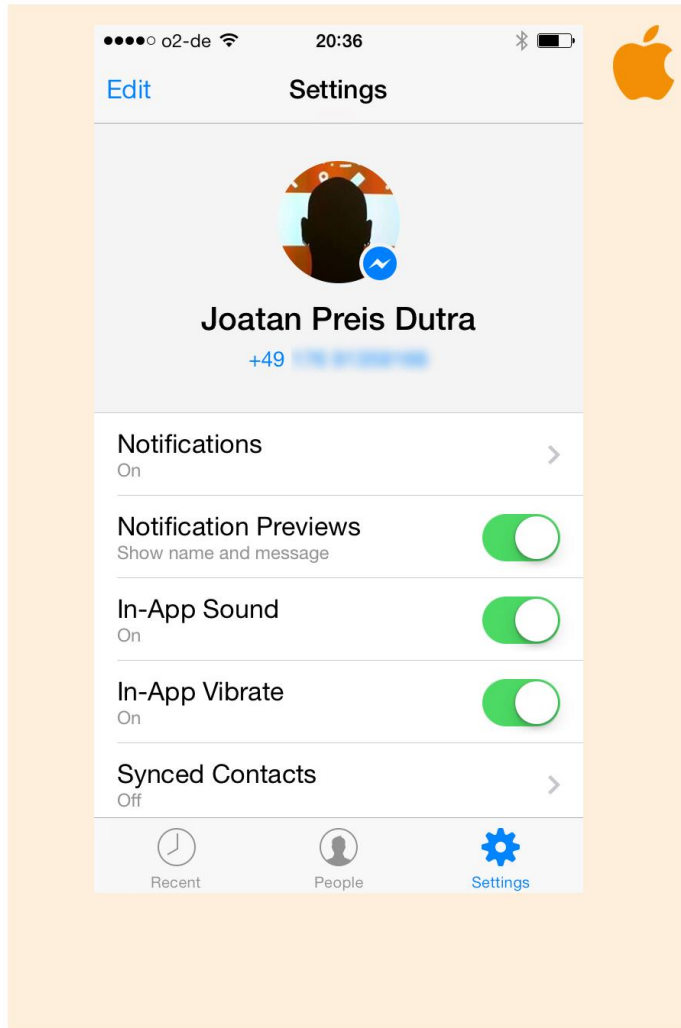 o2-de 20:36
Edit Settings
Joatan Preis Dutra
+49
Notifications
On
Notification Previews
Show name and message
In-App Sound
On
In-App Vibrate
On
Synced Contacts
Off
Recent People Settings